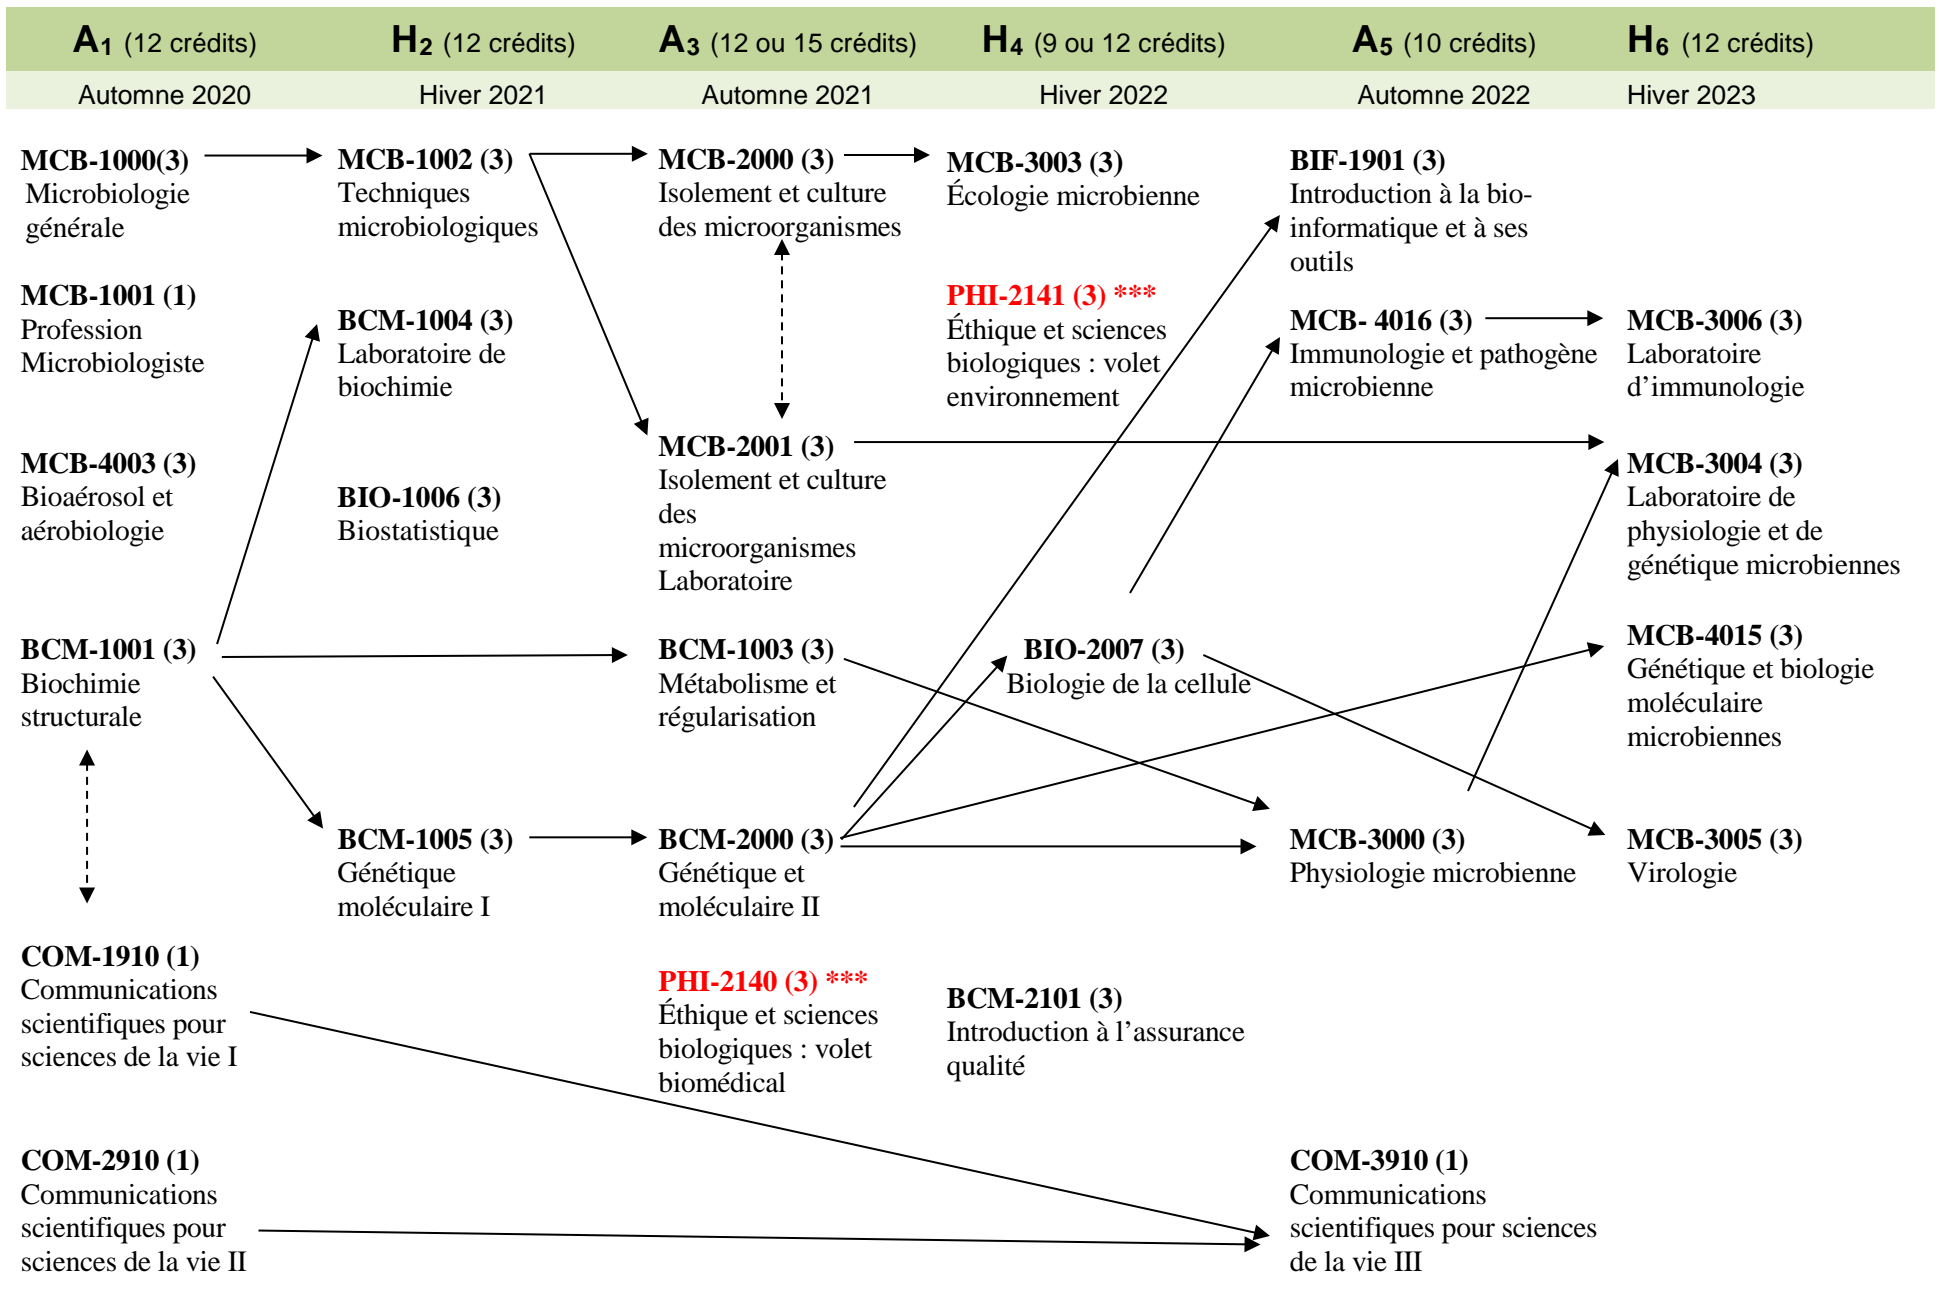 A1 (12 crédits)
H2 (12 crédits)
A3 (12 ou 15 crédits)
H4 (9 ou 12 crédits)
A5 (10 crédits)
H6 (12 crédits)
Automne 2020
Hiver 2021
Automne 2021
Hiver 2022
Automne 2022
Hiver 2023
MCB-1000(3)
Microbiologie
générale
MCB-1001 (1)
Profession
Microbiologiste
MCB-4003 (3)
Bioaérosol et
aérobiologie
BCM-1001 (3)
Biochimie
structurale
COM-1910 (1)
Communications
scientifiques pour
sciences de la vie I
COM-2910 (1)
Communications
scientifiques pour
sciences de la vie II
MCB-1002 (3)
Techniques
microbiologiques
BCM-1004 (3)
Laboratoire de
biochimie
BIO-1006 (3)
Biostatistique
BCM-1005 (3)
Génétique
moléculaire I
MCB-2000 (3)
Isolement et culture
des microorganismes
MCB-2001 (3)
Isolement et culture
des
microorganismes
Laboratoire
BCM-1003 (3)
Métabolisme et
régularisation
BCM-2000 (3)
Génétique et
moléculaire II
PHI-2140 (3) ***
Éthique et sciences
biologiques : volet
biomédical
MCB-3003 (3)
Écologie microbienne
PHI-2141 (3) ***
Éthique et sciences
biologiques : volet
environnement
BIO-2007 (3)
Biologie de la cellule
BCM-2101 (3)
Introduction à l’assurance
qualité
BIF-1901 (3)
Introduction à la bio-
informatique et à ses
outils
MCB- 4016 (3)
Immunologie et pathogène
microbienne
MCB-3000 (3)
Physiologie microbienne
COM-3910 (1)
Communications
scientifiques pour sciences
de la vie III
MCB-3006 (3)
Laboratoire
d’immunologie
MCB-3004 (3)
Laboratoire de
physiologie et de
génétique microbiennes
MCB-4015 (3)
Génétique et biologie
moléculaire
microbiennes
MCB-3005 (3)
Virologie